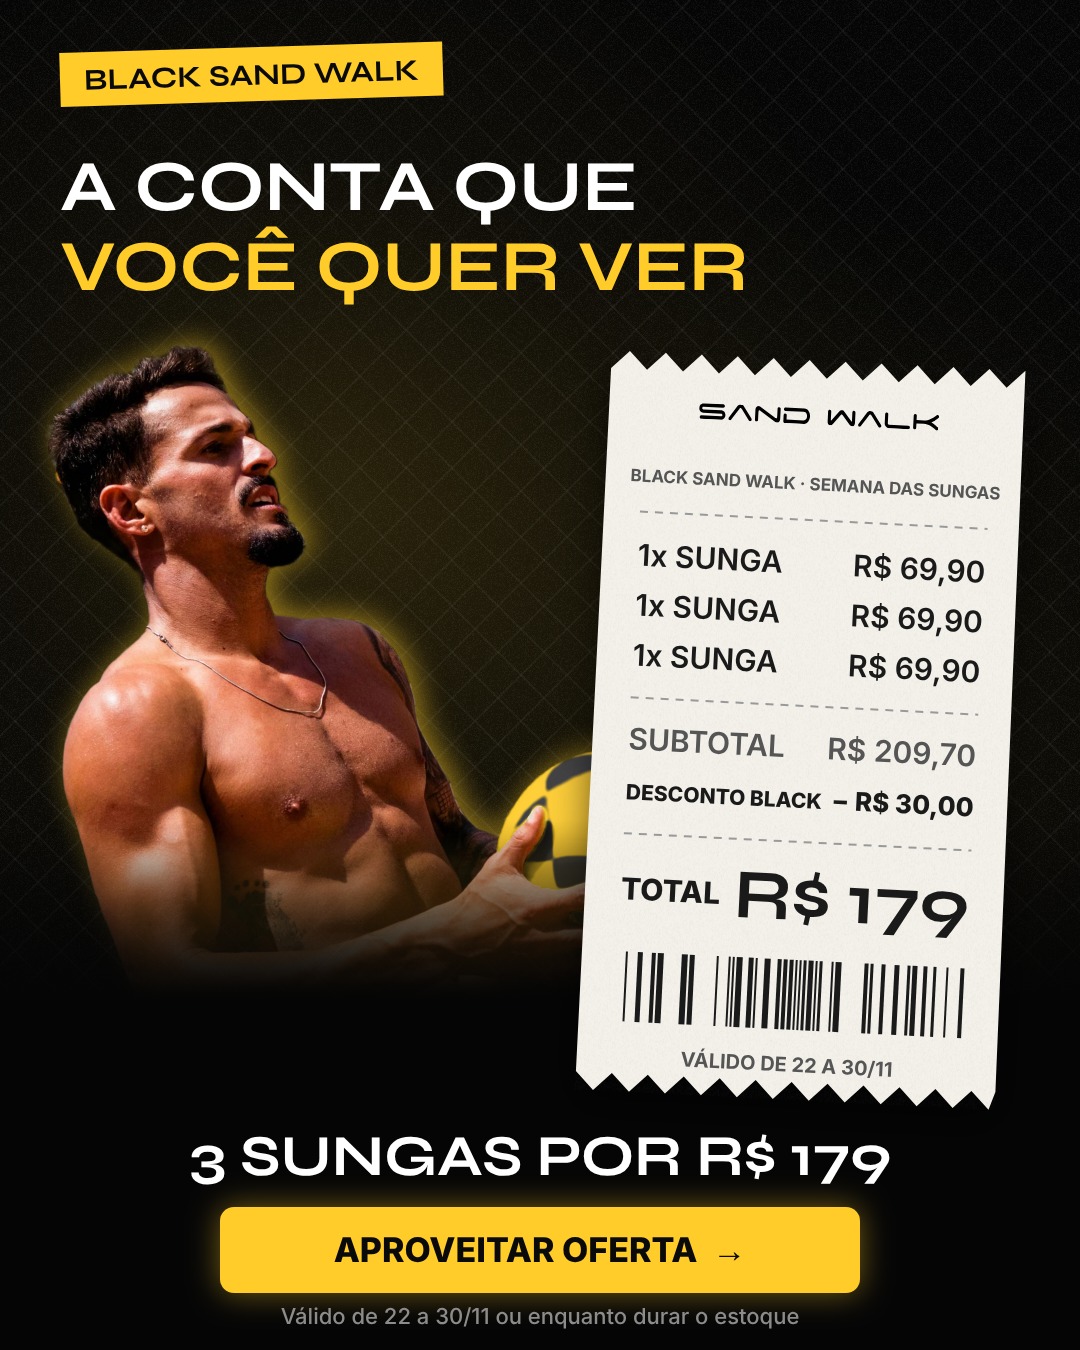 BLACK SAND WALK
A CONTA QUE
VOCÊ QUER VER
SAND WALK
BLACK SAND WALK · SEMANA DAS SUNGAS
1x SUNGA R$ 69,90
1x SUNGA R$ 69,90
1x SUNGA R$ 69,90
SUBTOTAL R$ 209,70
DESCONTO BLACK – R$ 30,00
TOTAL R$ 179
VÁLIDO DE 22 A 30/11
3 SUNGAS POR R$ 179
APROVEITAR OFERTA →
Válido de 22 a 30/11 ou enquanto durar o estoque